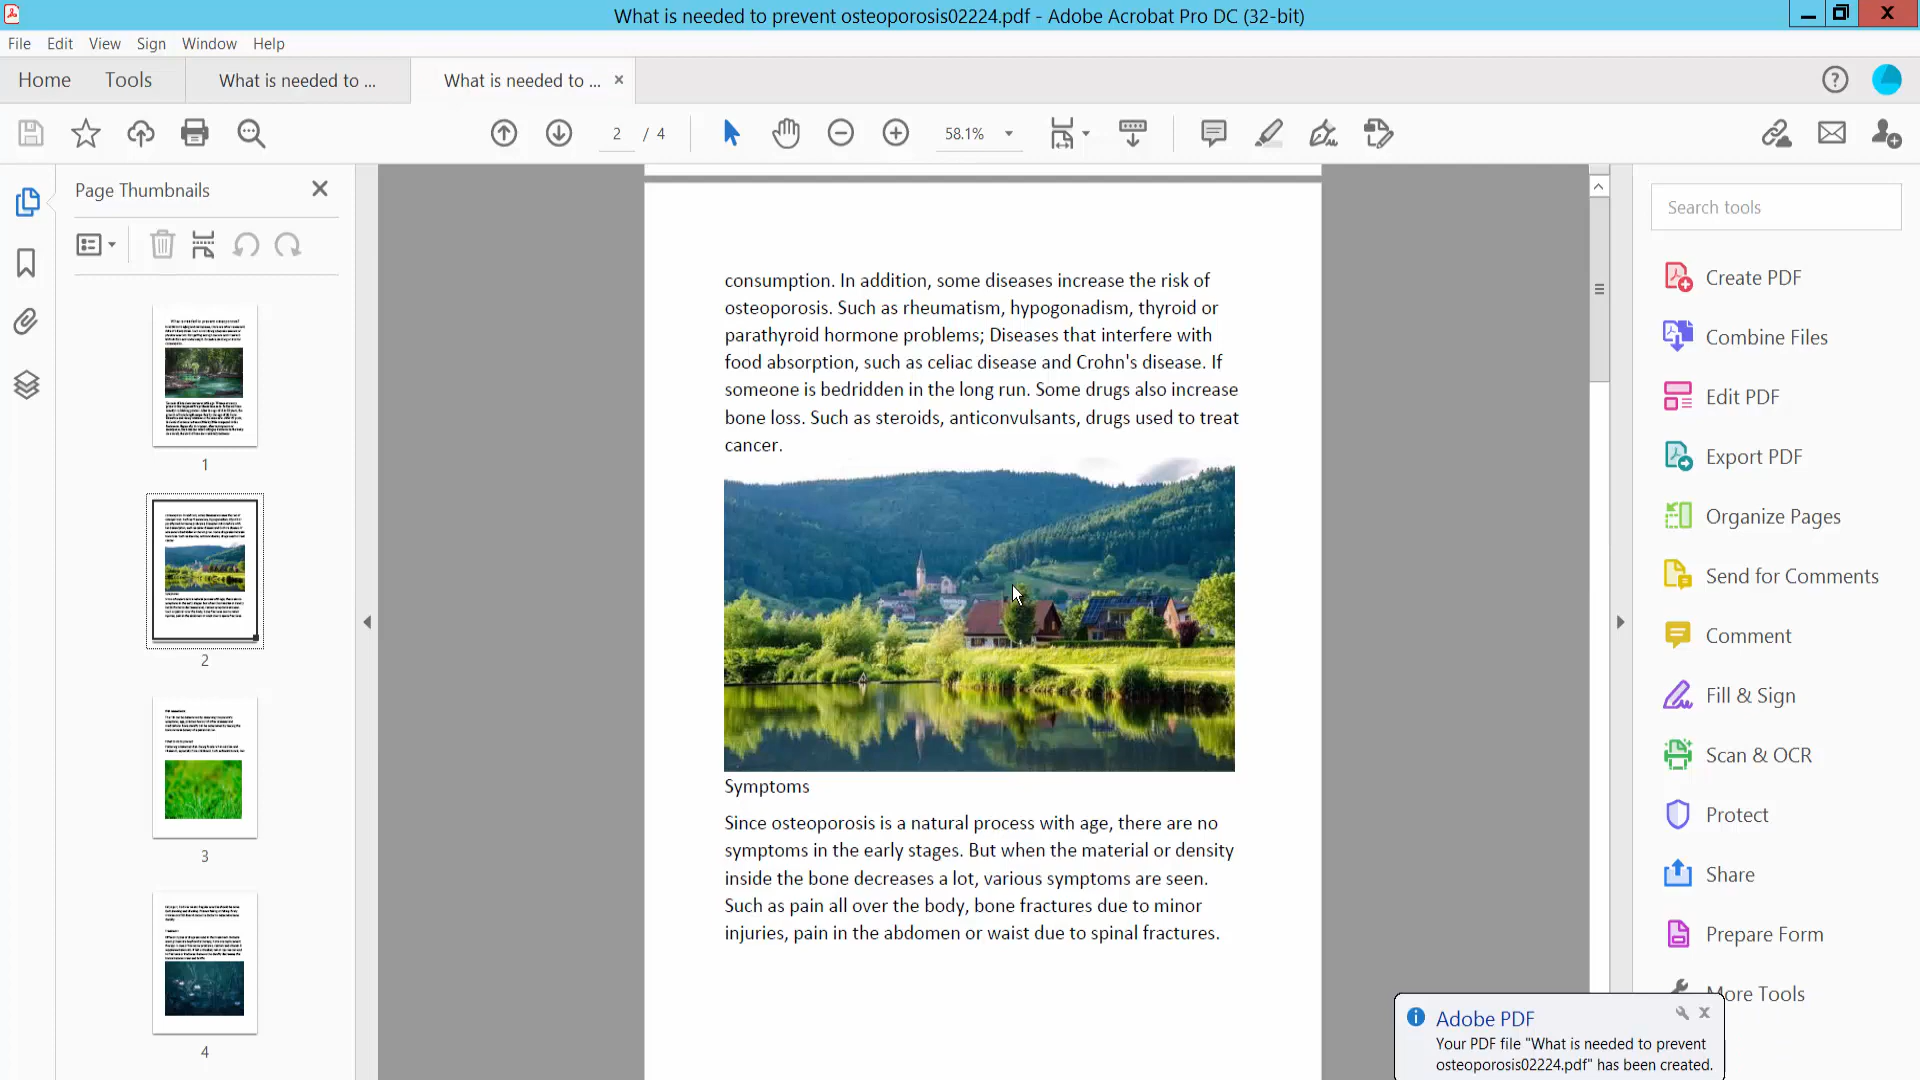 What is needed to prevent osteoporosis02224.pdf - Adobe Acrobat Pro DC (32-bit)
File Edit View Sign Window Help
Home Tools What is needed to ... What is needed to ...
2 / 4 58.1%
Page Thumbnails
1
2
3
4
consumption. In addition, some diseases increase the risk of
osteoporosis. Such as rheumatism, hypogonadism, thyroid or
parathyroid hormone problems; Diseases that interfere with
food absorption, such as celiac disease and Crohn's disease. If
someone is bedridden in the long run. Some drugs also increase
bone loss. Such as steroids, anticonvulsants, drugs used to treat
cancer.
Symptoms
Since osteoporosis is a natural process with age, there are no
symptoms in the early stages. But when the material or density
inside the bone decreases a lot, various symptoms are seen.
Such as pain all over the body, bone fractures due to minor
injuries, pain in the abdomen or waist due to spinal fractures.
Search tools
Create PDF
Combine Files
Edit PDF
Export PDF
Organize Pages
Send for Comments
Comment
Fill & Sign
Scan & OCR
Protect
Share
Prepare Form
More Tools
Adobe PDF
Your PDF file "What is needed to prevent
osteoporosis02224.pdf" has been created.